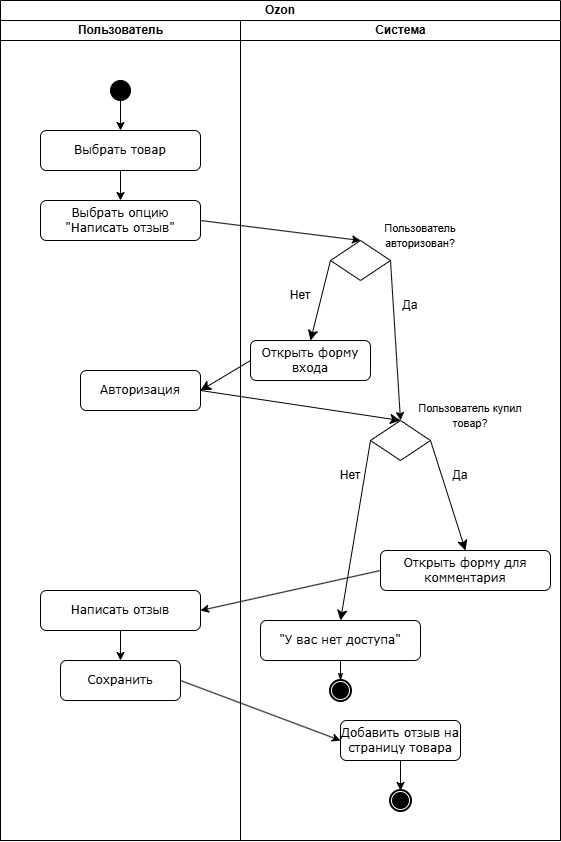 Ozon
Пользователь
Система
Выбрать товар
Выбрать опцию
"Написать отзыв"
Пользователь
авторизован?
Нет
Да
Открыть форму
входа
Авторизация
Пользователь купил
товар?
Нет
Да
Открыть форму для
комментария
Написать отзыв
"У вас нет доступа"
Сохранить
Добавить отзыв на
страницу товара